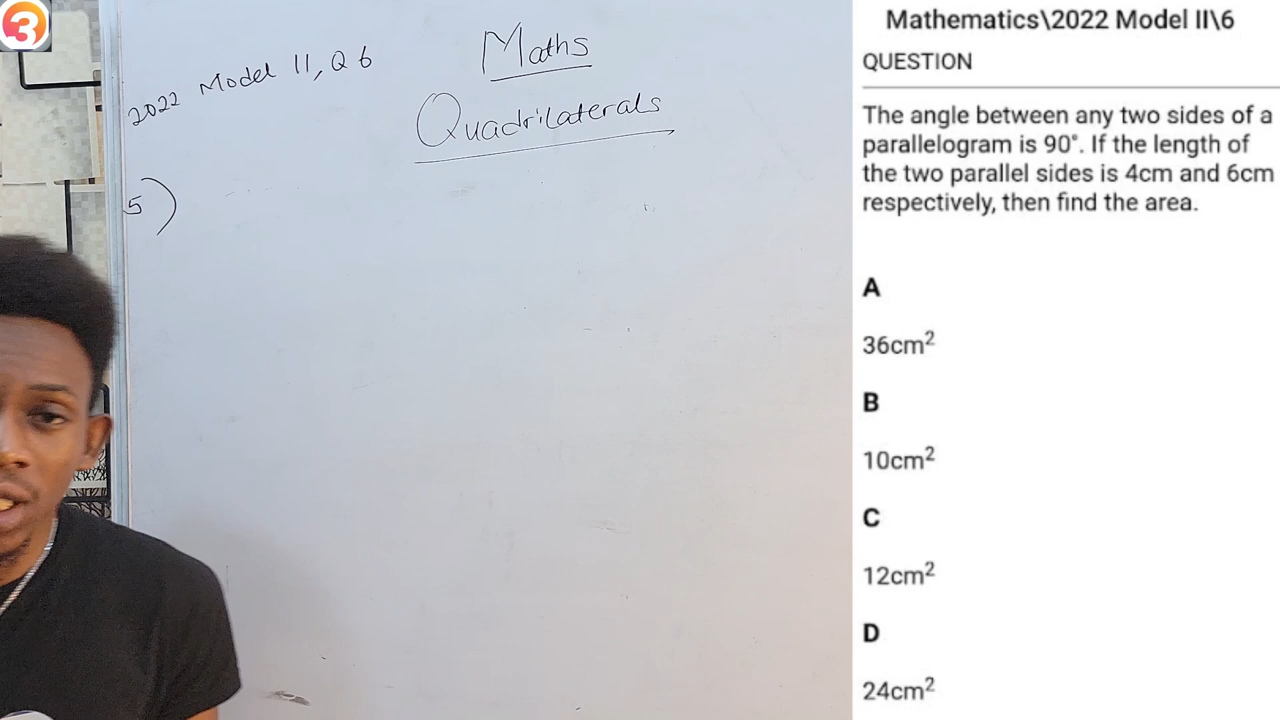 3
2022 Model 11, Q 6
Maths
Quadrilaterals
5)
Mathematics\2022 Model II\6
QUESTION
The angle between any two sides of a
parallelogram is 90°. If the length of
the two parallel sides is 4cm and 6cm
respectively, then find the area.
A
36cm²
B
10cm²
C
12cm²
D
24cm²